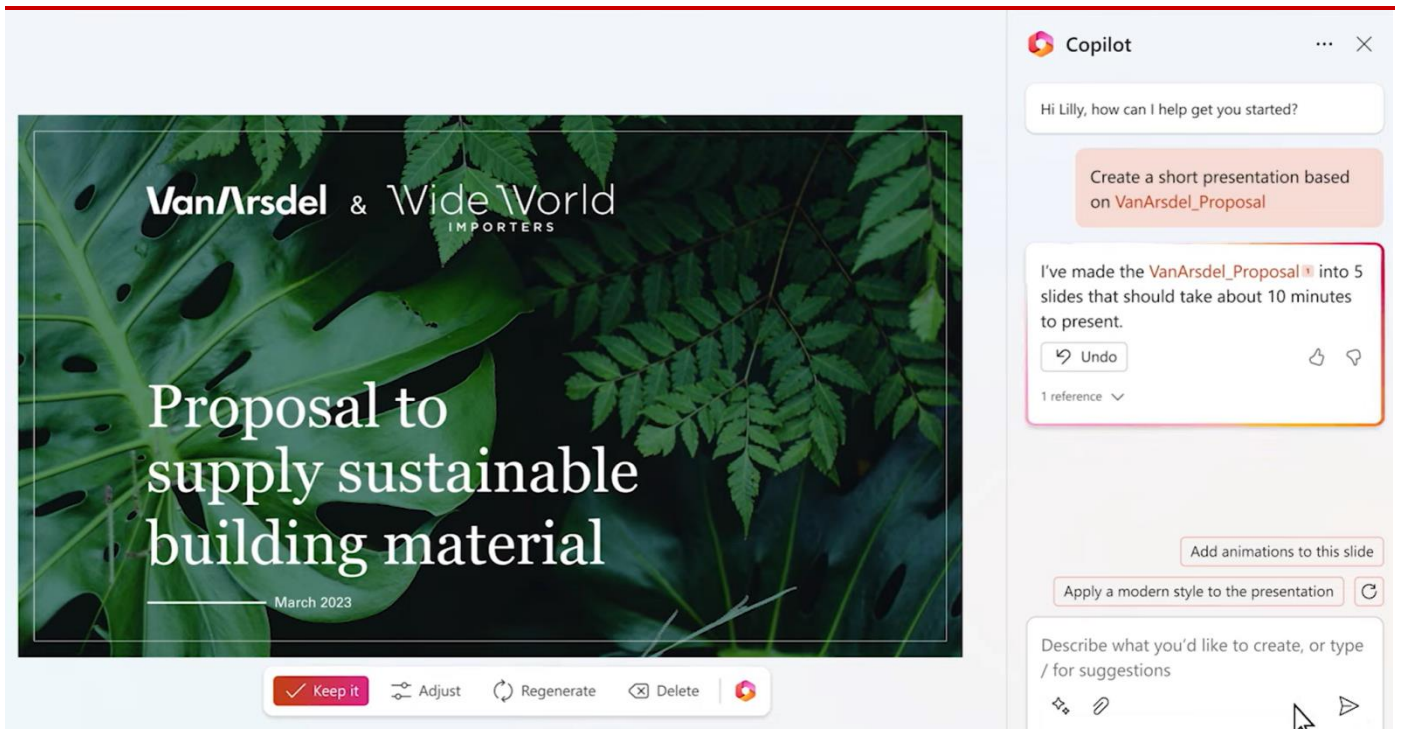 VanArsdel & Wide World
IMPORTERS
Proposal to
supply sustainable
building material
March 2023
Keep it
Adjust
Regenerate
Delete
Copilot
Hi Lilly, how can I help get you started?
Create a short presentation based
on VanArsdel_Proposal
I've made the VanArsdel_Proposal 1 into 5
slides that should take about 10 minutes
to present.
Undo
1 reference
Add animations to this slide
Apply a modern style to the presentation
Describe what you'd like to create, or type
/ for suggestions